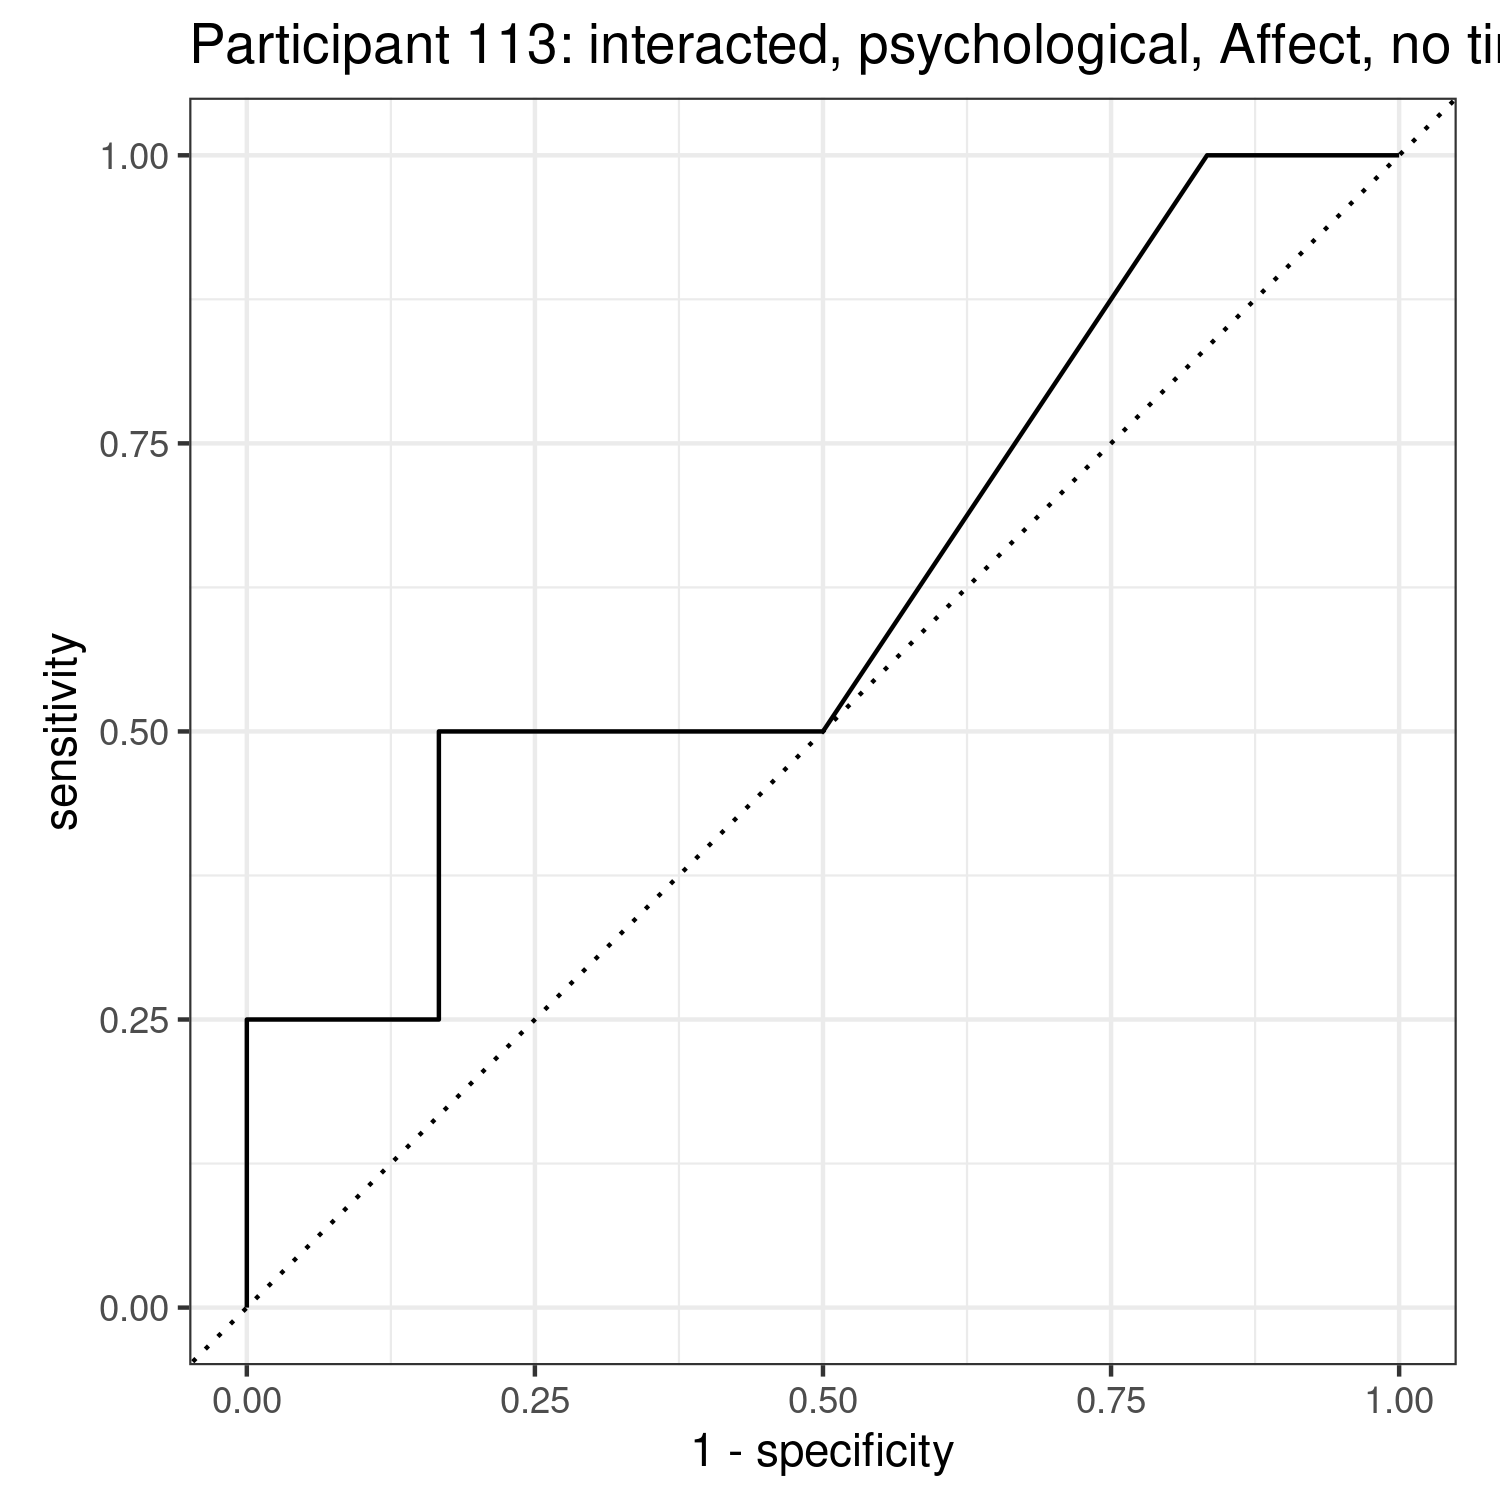 Participant 113: interacted, psychological, Affect, no
1.00
0.75
0.50
0.25
0.00
sensitivity
0.00 0.25 0.50 0.75 1.00
1 - specificity